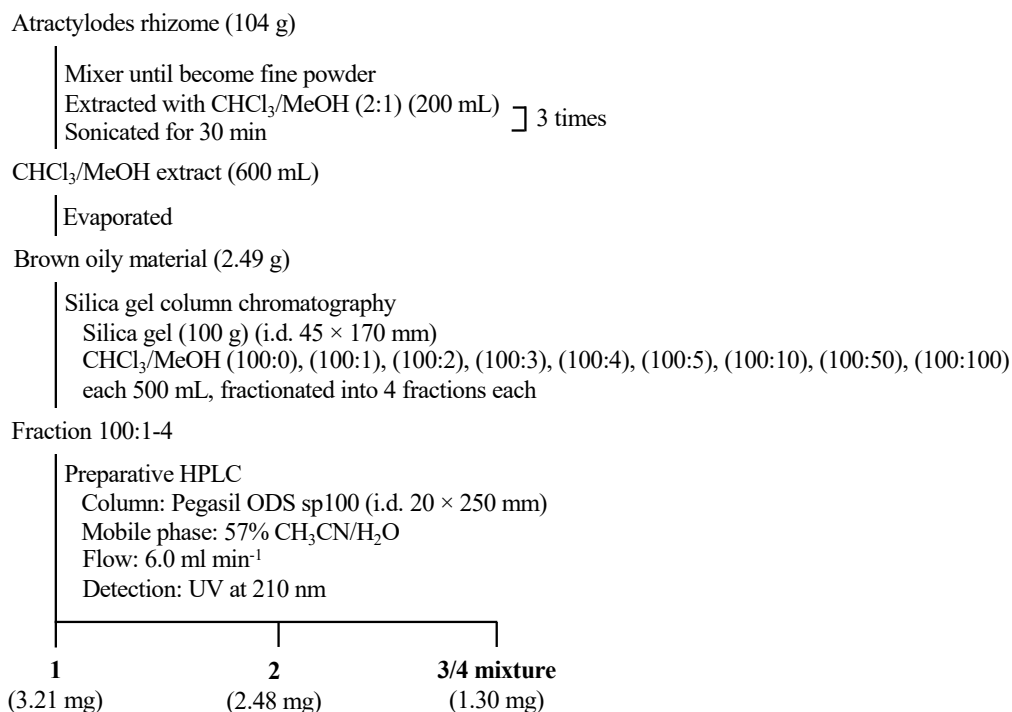 Atractylodes rhizome (104 g)
Mixer until become fine powder
Extracted with CHCl₃/MeOH (2:1) (200 mL)
Sonicated for 30 min
3 times
CHCl₃/MeOH extract (600 mL)
Evaporated
Brown oily material (2.49 g)
Silica gel column chromatography
Silica gel (100 g) (i.d. 45 × 170 mm)
CHCl₃/MeOH (100:0), (100:1), (100:2), (100:3), (100:4), (100:5), (100:10), (100:50), (100:100)
each 500 mL, fractionated into 4 fractions each
Fraction 100:1-4
Preparative HPLC
Column: Pegasil ODS sp100 (i.d. 20 × 250 mm)
Mobile phase: 57% CH₃CN/H₂O
Flow: 6.0 ml min⁻¹
Detection: UV at 210 nm
1 2 3/4 mixture
(3.21 mg) (2.48 mg) (1.30 mg)